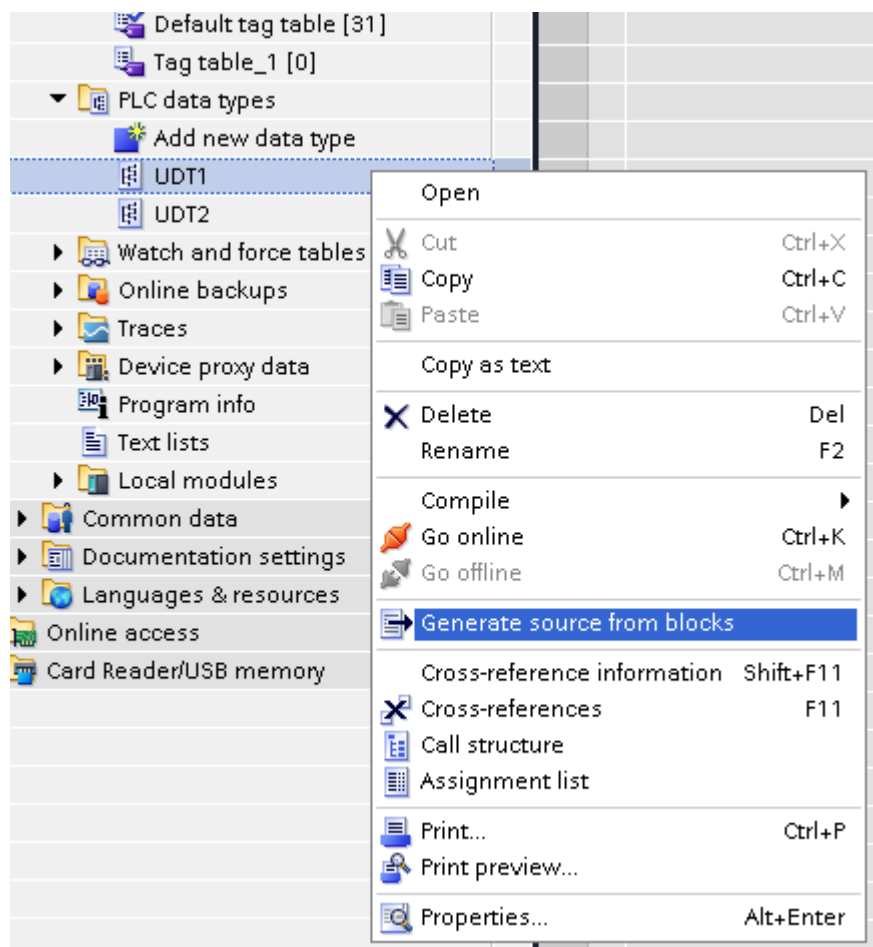 Default tag table [31]
Tag table_1 [0]
PLC data types
Add new data type
UDT1
UDT2
Watch and force tables
Online backups
Traces
Device proxy data
Program info
Text lists
Local modules
Common data
Documentation settings
Languages & resources
Online access
Card Reader/USB memory
Open
Cut Ctrl+X
Copy Ctrl+C
Paste Ctrl+V
Copy as text
Delete Del
Rename F2
Compile
Go online Ctrl+K
Go offline Ctrl+M
Generate source from blocks
Cross-reference information Shift+F11
Cross-references F11
Call structure
Assignment list
Print... Ctrl+P
Print preview...
Properties... Alt+Enter